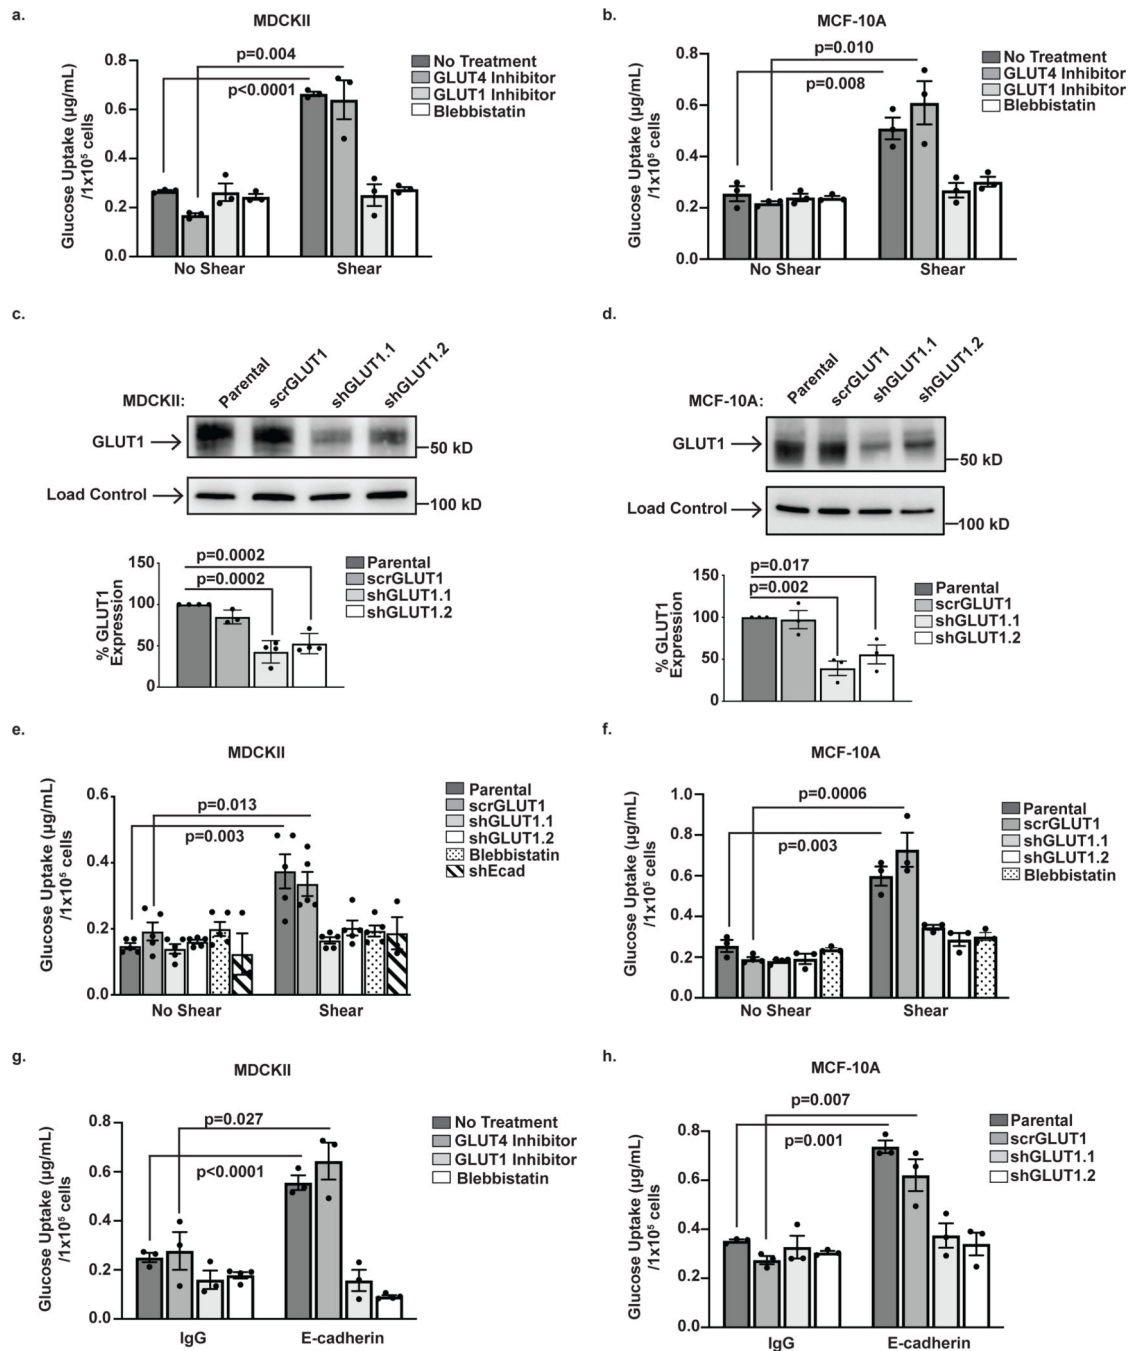 a.
MDCKII
p=0.004
p<0.0001
No Treatment
GLUT4 Inhibitor
GLUT1 Inhibitor
Blebbistatin
Glucose Uptake (µg/mL)
/1x10⁵ cells
0.8
0.6
0.4
0.2
0.0
No Shear
Shear
b.
MCF-10A
p=0.010
p=0.008
No Treatment
GLUT4 Inhibitor
GLUT1 Inhibitor
Blebbistatin
Glucose Uptake (µg/mL)
/1x10⁵ cells
0.8
0.6
0.4
0.2
0.0
No Shear
Shear
c.
MDCKII:
Parental
scrGLUT1
shGLUT1.1
shGLUT1.2
GLUT1
50 kD
Load Control
100 kD
p=0.0002
p=0.0002
Parental
scrGLUT1
shGLUT1.1
shGLUT1.2
% GLUT1
Expression
150
100
50
0
d.
MCF-10A:
Parental
scrGLUT1
shGLUT1.1
shGLUT1.2
GLUT1
50 kD
Load Control
100 kD
p=0.017
p=0.002
Parental
scrGLUT1
shGLUT1.1
shGLUT1.2
% GLUT1
Expression
150
100
50
0
e.
MDCKII
p=0.013
p=0.003
Parental
scrGLUT1
shGLUT1.1
shGLUT1.2
Blebbistatin
shEcad
Glucose Uptake (µg/mL)
/1x10⁵ cells
0.6
0.4
0.2
0.0
No Shear
Shear
f.
MCF-10A
p=0.0006
p=0.003
Parental
scrGLUT1
shGLUT1.1
shGLUT1.2
Blebbistatin
Glucose Uptake (µg/mL)
/1x10⁵ cells
1.0
0.8
0.6
0.4
0.2
0.0
No Shear
Shear
g.
MDCKII
p=0.027
p<0.0001
No Treatment
GLUT4 Inhibitor
GLUT1 Inhibitor
Blebbistatin
Glucose Uptake (µg/mL)
/1x10⁵ cells
0.8
0.6
0.4
0.2
0.0
IgG
E-cadherin
h.
MCF-10A
p=0.007
p=0.001
Parental
scrGLUT1
shGLUT1.1
shGLUT1.2
Glucose Uptake (µg/mL)
/1x10⁵ cells
0.8
0.6
0.4
0.2
0.0
IgG
E-cadherin